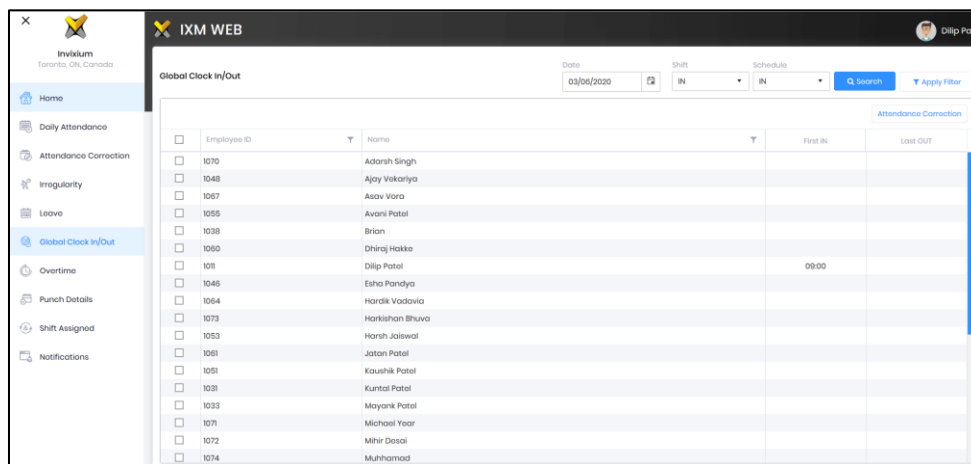 ×
IXM WEB
Dilip Pa
Invixium
Toronto, ON, Canada
Home
Daily Attendance
Attendance Correction
Irregularity
Leave
Global Clock In/Out
Overtime
Punch Details
Shift Assigned
Notifications
Global Clock In/Out
Date Shift Schedule
03/06/2020 IN IN Search Apply Filter
Attendance Correction
Employee ID Name First IN Last OUT
1070 Adarsh Singh
1048 Ajay Vekariya
1067 Asav Vora
1055 Avani Patel
1038 Brian
1060 Dhiraj Hakke
1011 Dilip Patel 09:00
1046 Esha Pandya
1064 Hardik Vadavia
1073 Harkishan Bhuva
1053 Harsh Jaiswal
1061 Jatan Patel
1051 Kaushik Patel
1031 Kuntal Patel
1033 Mayank Patel
1071 Michael Year
1072 Mihir Desai
1074 Muhhamad